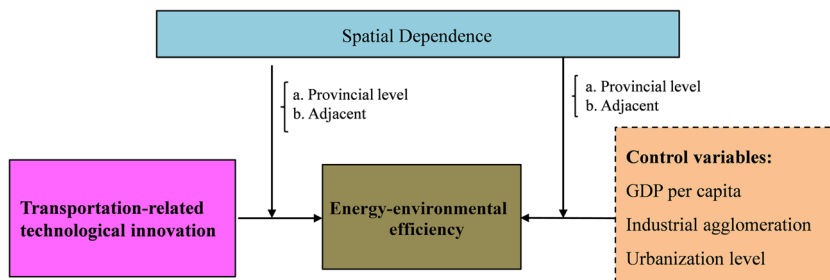 Spatial Dependence
a. Provincial level
b. Adjacent
a. Provincial level
b. Adjacent
Transportation-related
technological innovation
Energy-environmental
efficiency
Control variables:
GDP per capita
Industrial agglomeration
Urbanization level